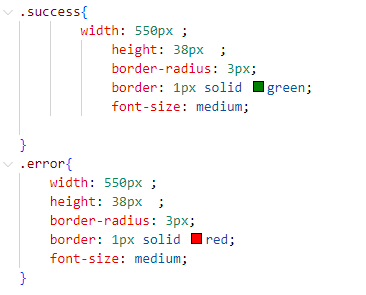 .success{
width: 550px ;
height: 38px  ;
border-radius: 3px;
border: 1px solid green;
font-size: medium;
}
.error{
width: 550px ;
height: 38px  ;
border-radius: 3px;
border: 1px solid red;
font-size: medium;
}